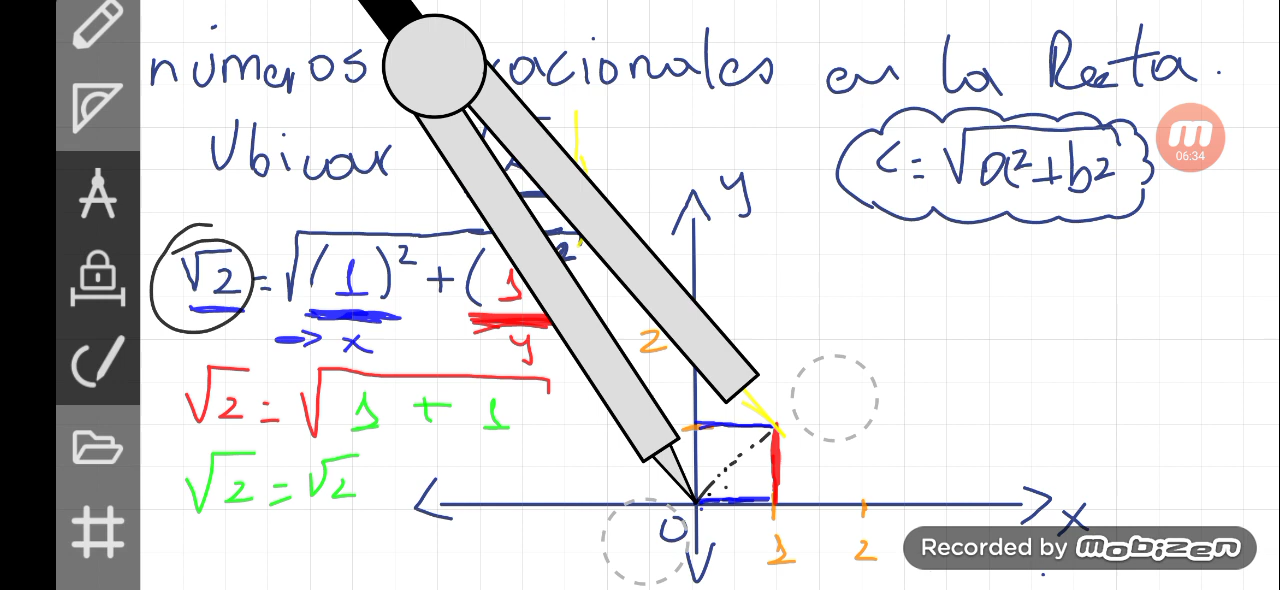 números en la Recta.
Ubicar
c = √a²+b²
06:34
y
√2 = √(1)² + (1
x y
2
√2 = √1 + 1
√2 = √2
0 1 2 x
Recorded by mobizen